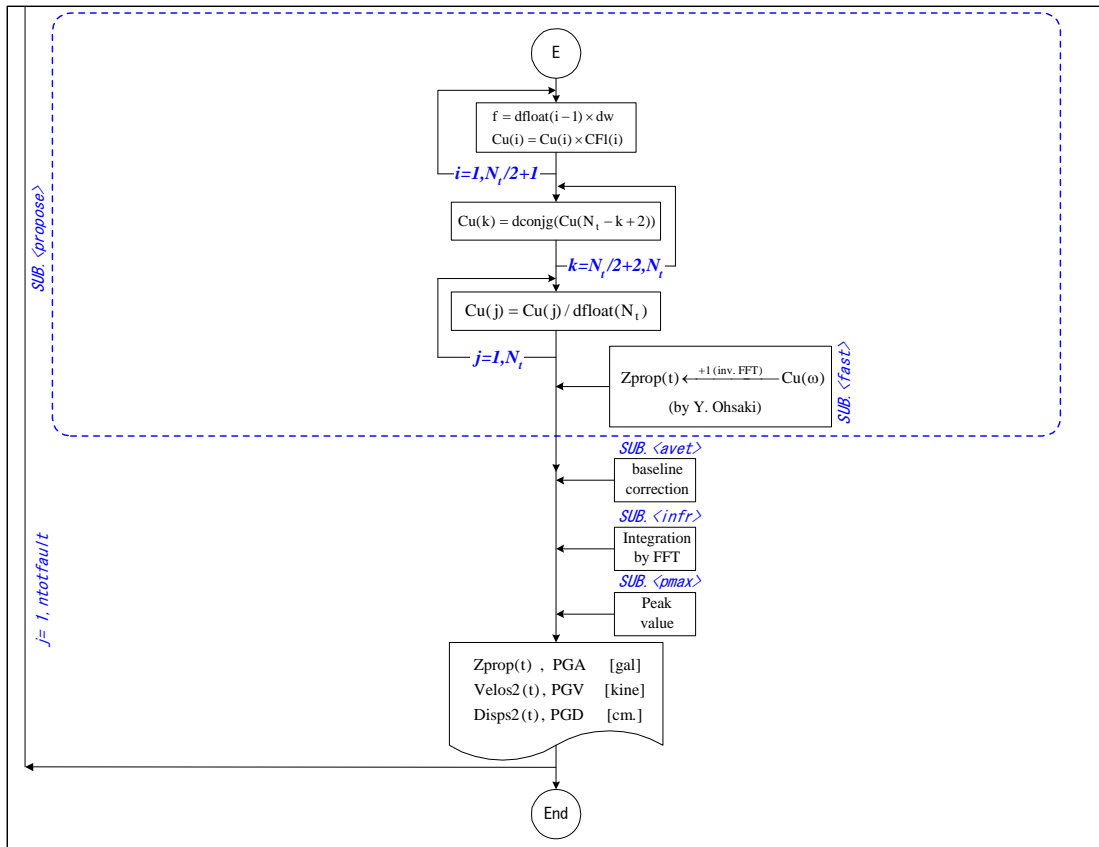 E
f = dfloat(i−1)×dw
Cu(i) = Cu(i)×CF1(i)
i=1,Nt/2+1
Cu(k) = dconjg(Cu(Nt−k+2))
k=Nt/2+2,Nt
Cu(j) = Cu(j)/dfloat(Nt)
j=1,Nt
SUB.<propose>
Zprop(t) ⟵ +1 (inv. FFT) Cu(ω)
(by Y. Ohsaki)
SUB.<fast>
SUB.<avet>
baseline
correction
SUB.<infr>
Integration
by FFT
SUB.<pmax>
Peak
value
j= 1, ntotfault
Zprop(t) , PGA [gal]
Velos2(t), PGV [kine]
Disps2(t), PGD [cm.]
End